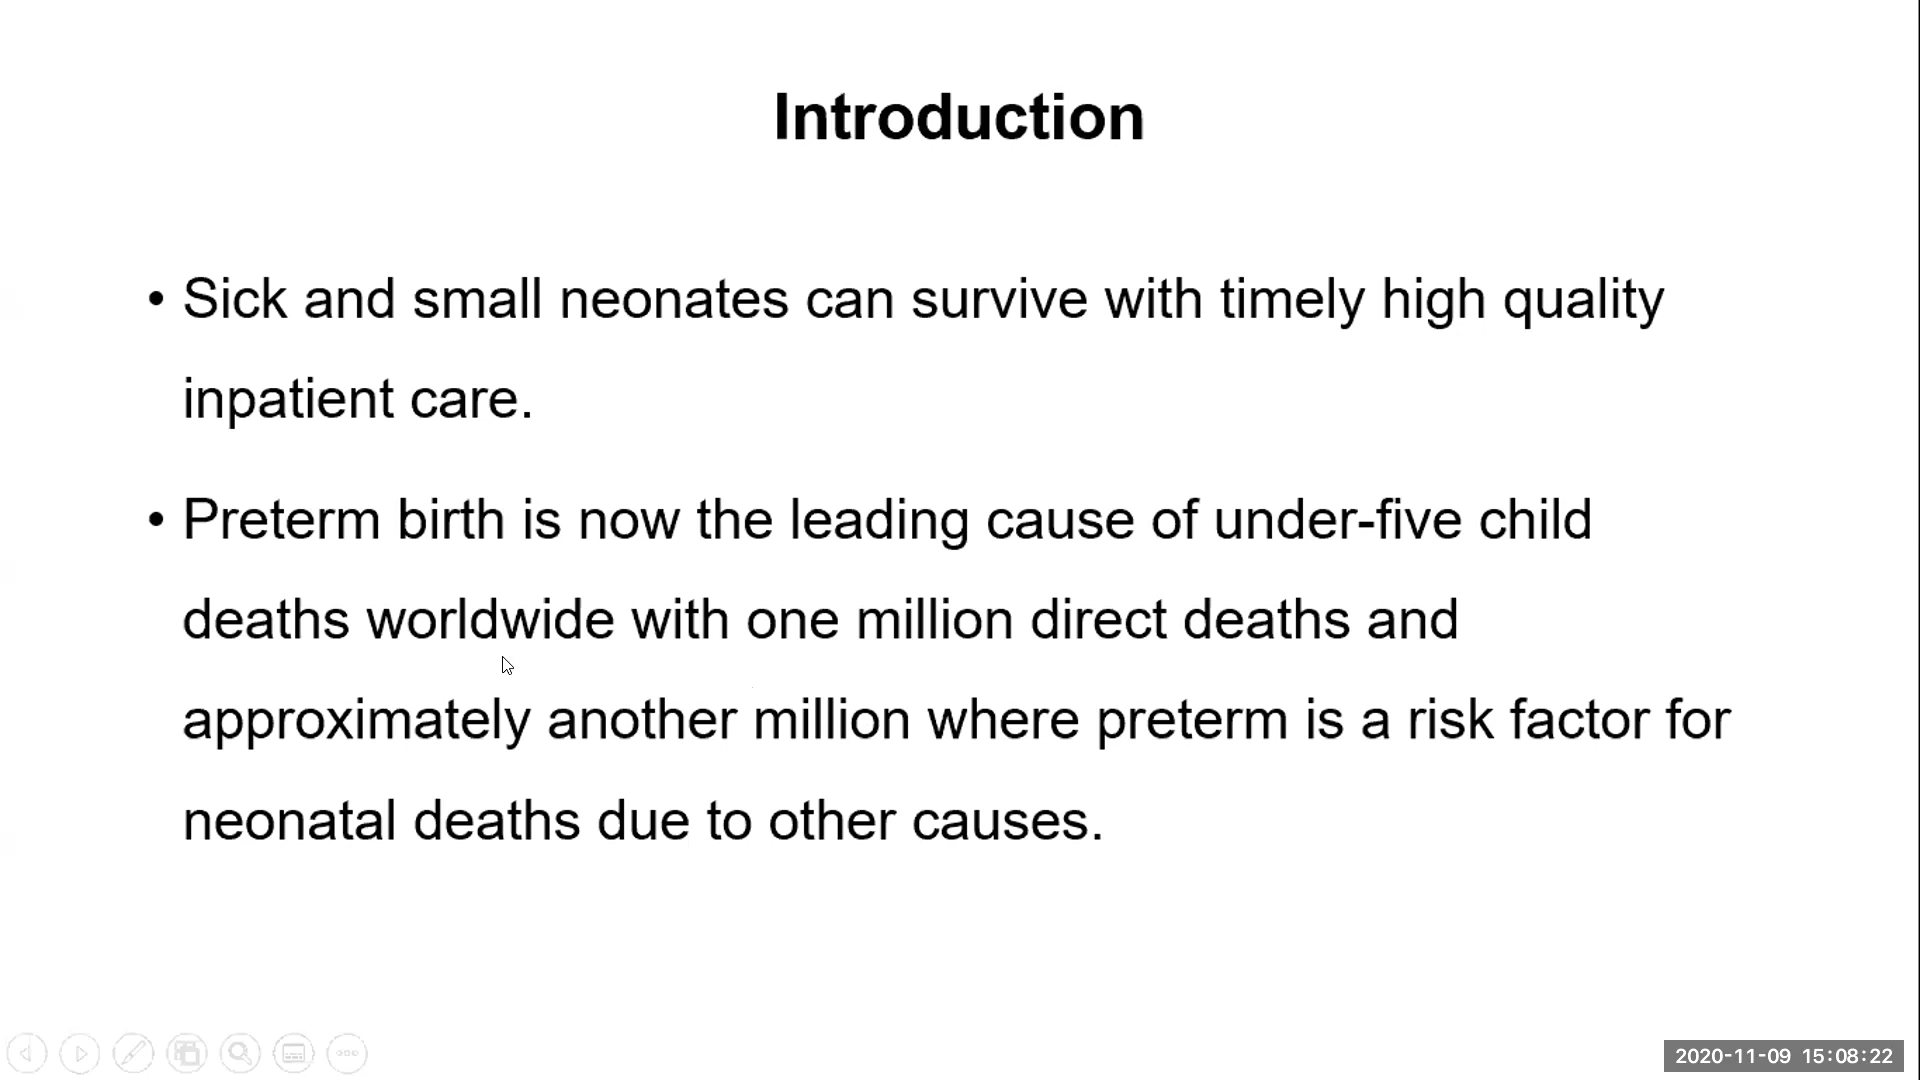 Introduction
• Sick and small neonates can survive with timely high quality
inpatient care.
• Preterm birth is now the leading cause of under-five child
deaths worldwide with one million direct deaths and
approximately another million where preterm is a risk factor for
neonatal deaths due to other causes.
2020-11-09 15:08:22